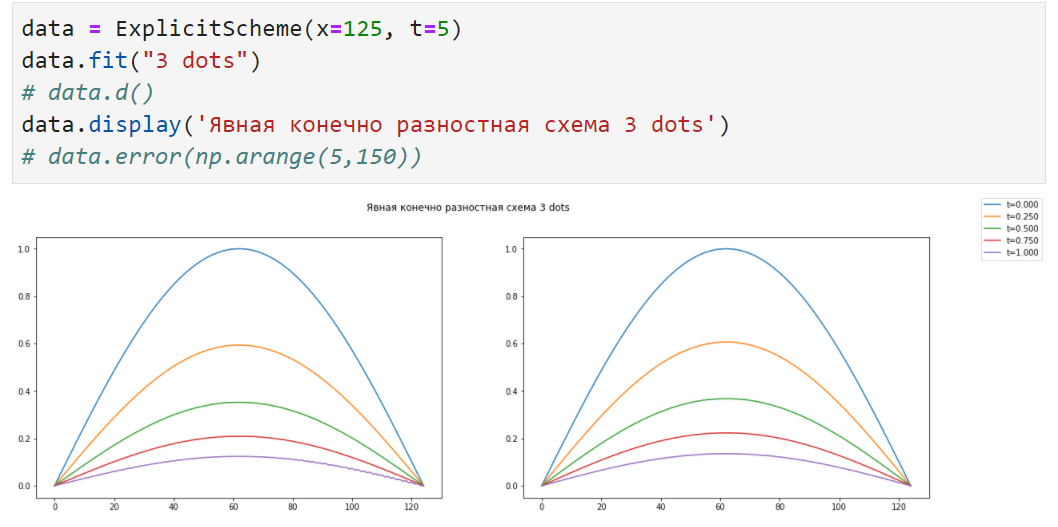 data = ExplicitScheme(x=125, t=5)
data.fit("3 dots")
# data.d()
data.display('Явная конечно разностная схема 3 dots')
# data.error(np.arange(5,150))
Явная конечно разностная схема 3 dots
t=0.000
t=0.250
t=0.500
t=0.750
t=1.000
1.0
0.8
0.6
0.4
0.2
0.0
0 20 40 60 80 100 120
1.0
0.8
0.6
0.4
0.2
0.0
0 20 40 60 80 100 120